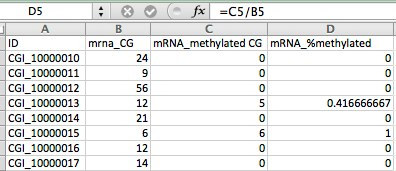 D5 fx =C5/B5
A B C D
ID mrna_CG mRNA_methylated CG mRNA_%methylated
CGI_10000010 24 0 0
CGI_10000011 9 0 0
CGI_10000012 56 0 0
CGI_10000013 12 5 0.416666667
CGI_10000014 21 0 0
CGI_10000015 6 6 1
CGI_10000016 12 0 0
CGI_10000017 14 0 0